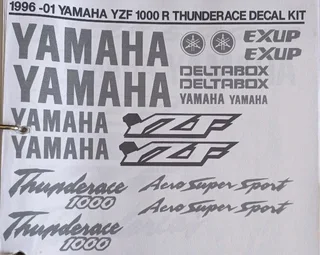 1996 -01 YAMAHA YZF 1000 R THUNDERACE DECAL KIT
YAMAHA
EXUP
EXUP
YAMAHA
DELTABOX
DELTABOX
YAMAHA YAMAHA
YAMAHA YZF
YAMAHA YZF
Thunderace
1000
Aero Super Sport
Thunderace
1000
Aero Super Sport